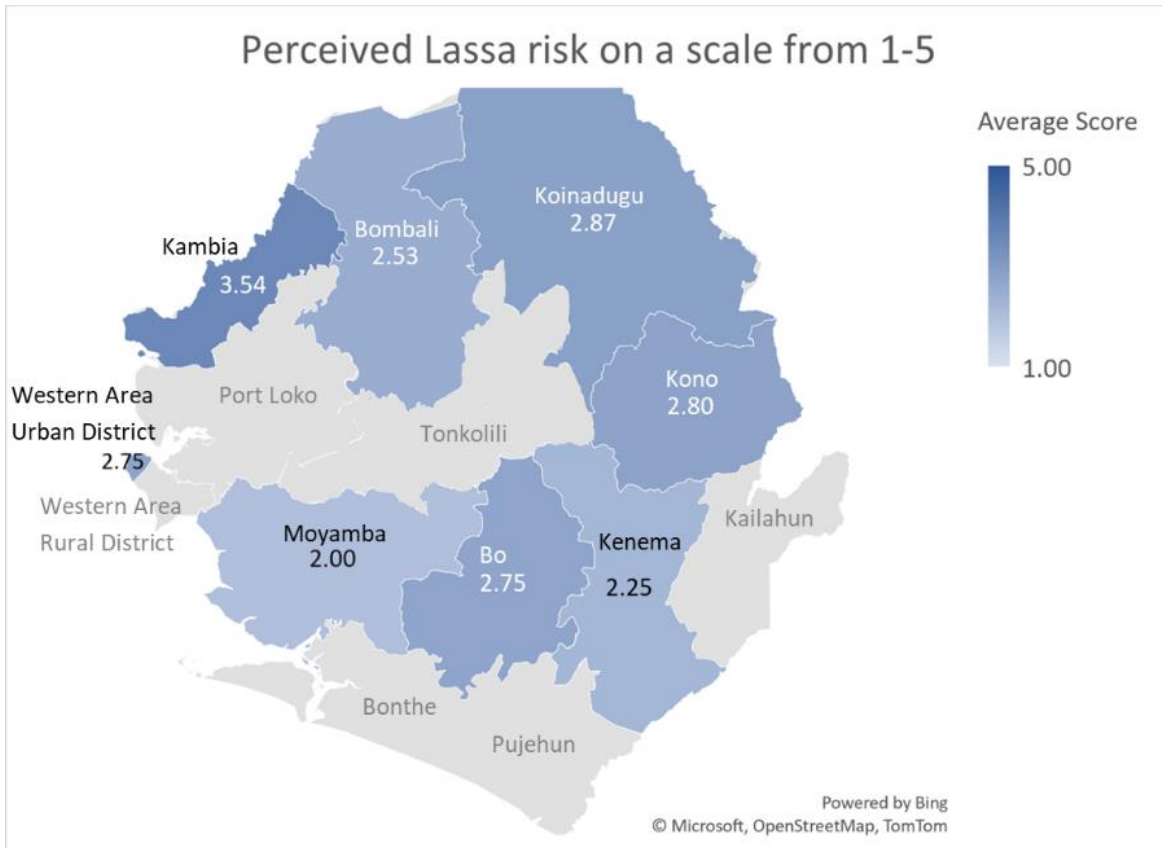 Perceived Lassa risk on a scale from 1-5
Average Score
5.00
1.00
Koinadugu
2.87
Bombali
2.53
Kambia
3.54
Kono
2.80
Port Loko
Western Area
Urban District
2.75
Tonkolili
Western Area
Rural District
Kailahun
Moyamba
2.00
Bo
2.75
Kenema
2.25
Bonthe
Pujehun
Powered by Bing
© Microsoft, OpenStreetMap, TomTom